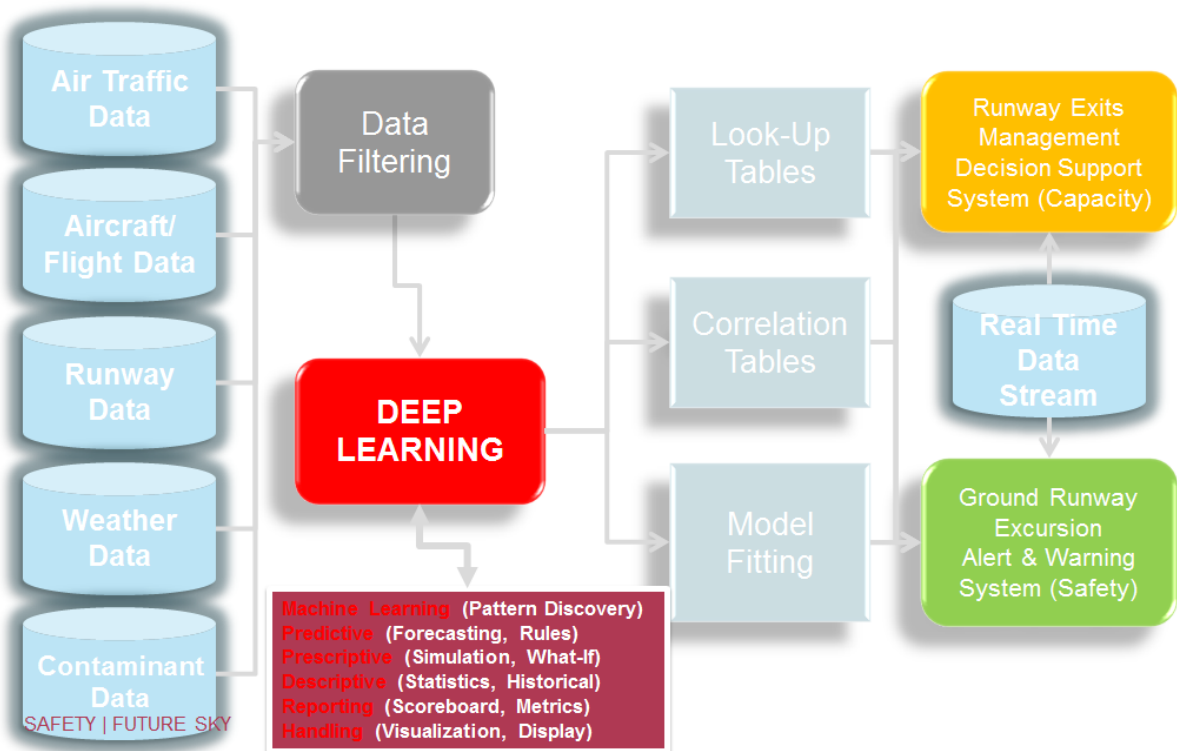 Air Traffic
Data
Aircraft/
Flight Data
Runway
Data
Weather
Data
Contaminant
Data
SAFETY | FUTURE SKY
Data
Filtering
DEEP
LEARNING
Machine Learning (Pattern Discovery)
Predictive (Forecasting, Rules)
Prescriptive (Simulation, What-If)
Descriptive (Statistics, Historical)
Reporting (Scoreboard, Metrics)
Handling (Visualization, Display)
Look-Up
Tables
Correlation
Tables
Model
Fitting
Runway Exits
Management
Decision Support
System (Capacity)
Real Time
Data
Stream
Ground Runway
Excursion
Alert & Warning
System (Safety)